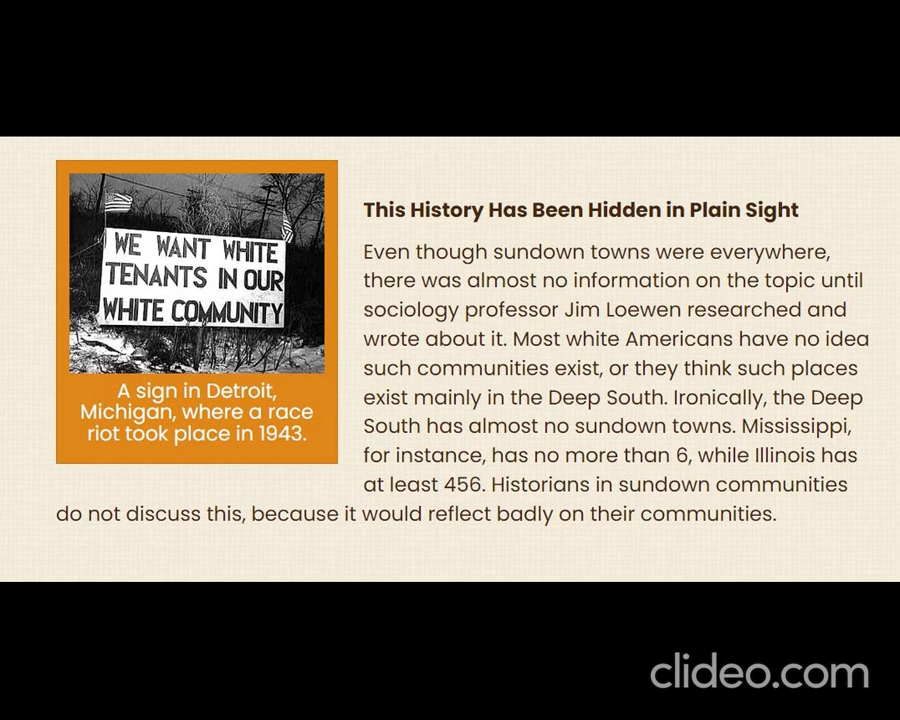 WE WANT WHITE
TENANTS IN OUR
WHITE COMMUNITY
A sign in Detroit,
Michigan, where a race
riot took place in 1943.
This History Has Been Hidden in Plain Sight
Even though sundown towns were everywhere,
there was almost no information on the topic until
sociology professor Jim Loewen researched and
wrote about it. Most white Americans have no idea
such communities exist, or they think such places
exist mainly in the Deep South. Ironically, the Deep
South has almost no sundown towns. Mississippi,
for instance, has no more than 6, while Illinois has
at least 456. Historians in sundown communities
do not discuss this, because it would reflect badly on their communities.
clideo.com